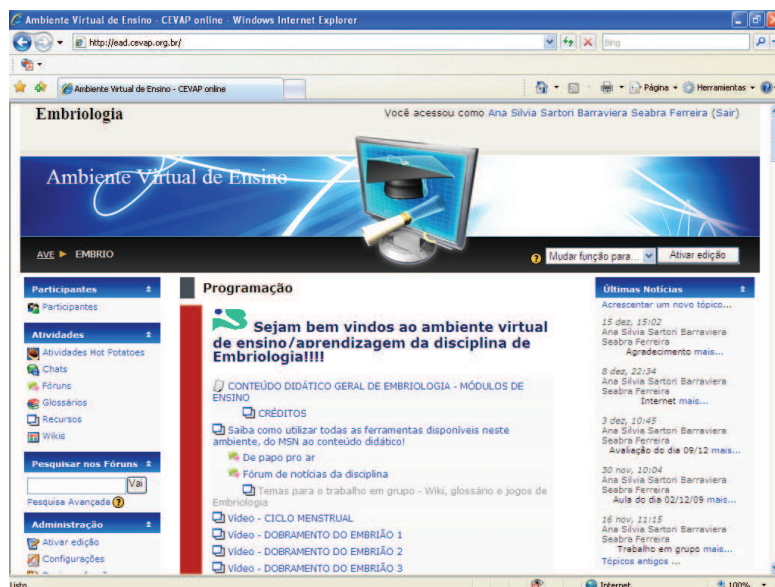 Ambiente Virtual de Ensino - CEVAP online - Windows Internet Explorer
http://ead.cevap.org.br/
Bing
Ambiente Virtual de Ensino - CEVAP online
Página
Herramientas
Embriologia
Você acessou como Ana Silvia Sartori Barraviera Seabra Ferreira (Sair)
Ambiente Virtual de Ensino
AVE ► EMBRIO
Mudar função para...
Ativar edição
Participantes
Participantes
Atividades
Atividades Hot Potatoes
Chats
Fóruns
Glossários
Recursos
Wikis
Pesquisar nos Fóruns
Vai
Pesquisa Avançada
Administração
Ativar edição
Configurações
Programação
Sejam bem vindos ao ambiente virtual
de ensino/aprendizagem da disciplina de
Embriologia!!!!
CONTEÚDO DIDÁTICO GERAL DE EMBRIOLOGIA - MÓDULOS DE
ENSINO
CRÉDITOS
Saiba como utilizar todas as ferramentas disponíveis neste
ambiente, do MSN ao conteúdo didático!
De papo pro ar
Fórum de notícias da disciplina
Temas para o trabalho em grupo - Wiki, glossário e jogos de
Embriologia
Vídeo - CICLO MENSTRUAL
Vídeo - DOBRAMENTO DO EMBRIÃO 1
Vídeo - DOBRAMENTO DO EMBRIÃO 2
Vídeo - DOBRAMENTO DO EMBRIÃO 3
Últimas Notícias
Acrescentar um novo tópico...
15 dez, 15:02
Ana Silvia Sartori Barraviera
Seabra Ferreira
Agradecimento mais...
8 dez, 22:34
Ana Silvia Sartori Barraviera
Seabra Ferreira
Internet mais...
3 dez, 10:45
Ana Silvia Sartori Barraviera
Seabra Ferreira
Avaliação do dia 09/12 mais...
30 nov, 10:04
Ana Silvia Sartori Barraviera
Seabra Ferreira
Aula do dia 02/12/09 mais...
16 nov, 11:15
Ana Silvia Sartori Barraviera
Seabra Ferreira
Trabalho em grupo mais...
Tópicos antigos ...
Listo
Internet
100%